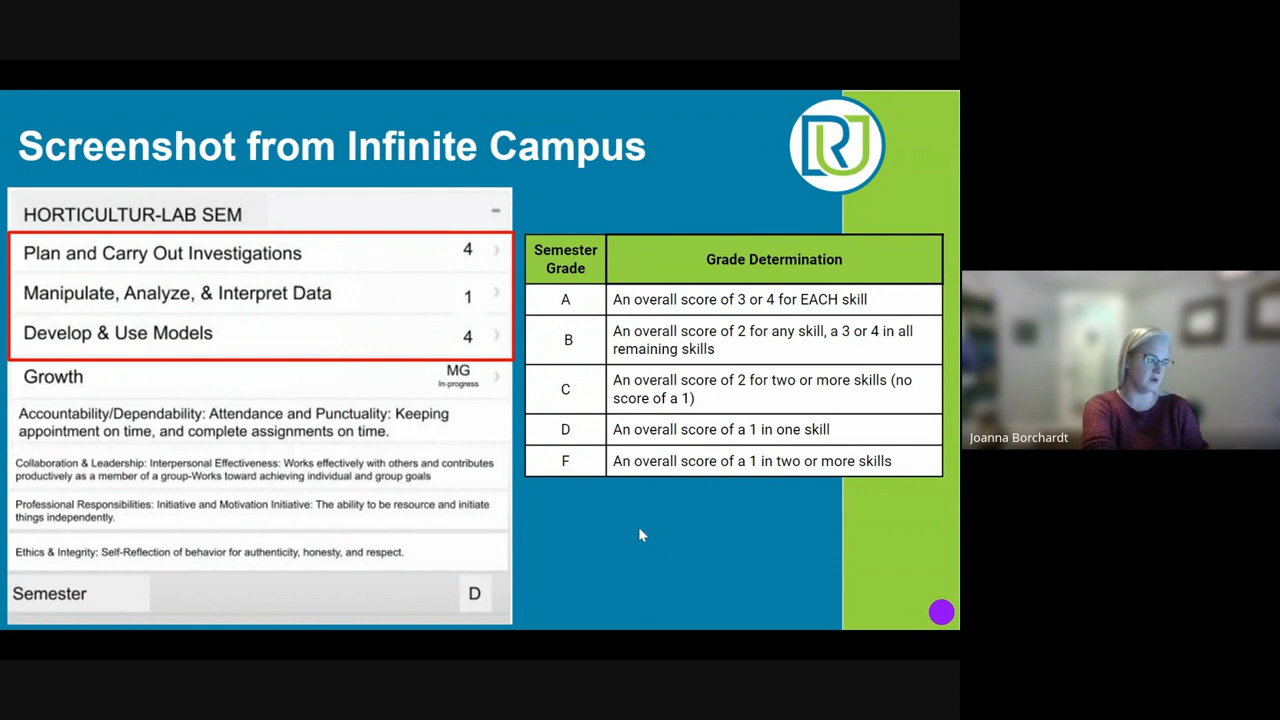 Screenshot from Infinite Campus
RU
HORTICULTUR-LAB SEM
Plan and Carry Out Investigations 4
Manipulate, Analyze, & Interpret Data 1
Develop & Use Models 4
Growth MG
In-progress
Accountability/Dependability: Attendance and Punctuality: Keeping
appointment on time, and complete assignments on time.
Collaboration & Leadership: Interpersonal Effectiveness: Works effectively with others and contributes
productively as a member of a group-Works toward achieving individual and group goals
Professional Responsibilities: Initiative and Motivation Initiative: The ability to be resource and initiate
things independently.
Ethics & Integrity: Self-Reflection of behavior for authenticity, honesty, and respect.
Semester D
Semester
Grade
Grade Determination
A An overall score of 3 or 4 for EACH skill
B An overall score of 2 for any skill, a 3 or 4 in all
remaining skills
C An overall score of 2 for two or more skills (no
score of a 1)
D An overall score of a 1 in one skill
F An overall score of a 1 in two or more skills
Joanna Borchardt